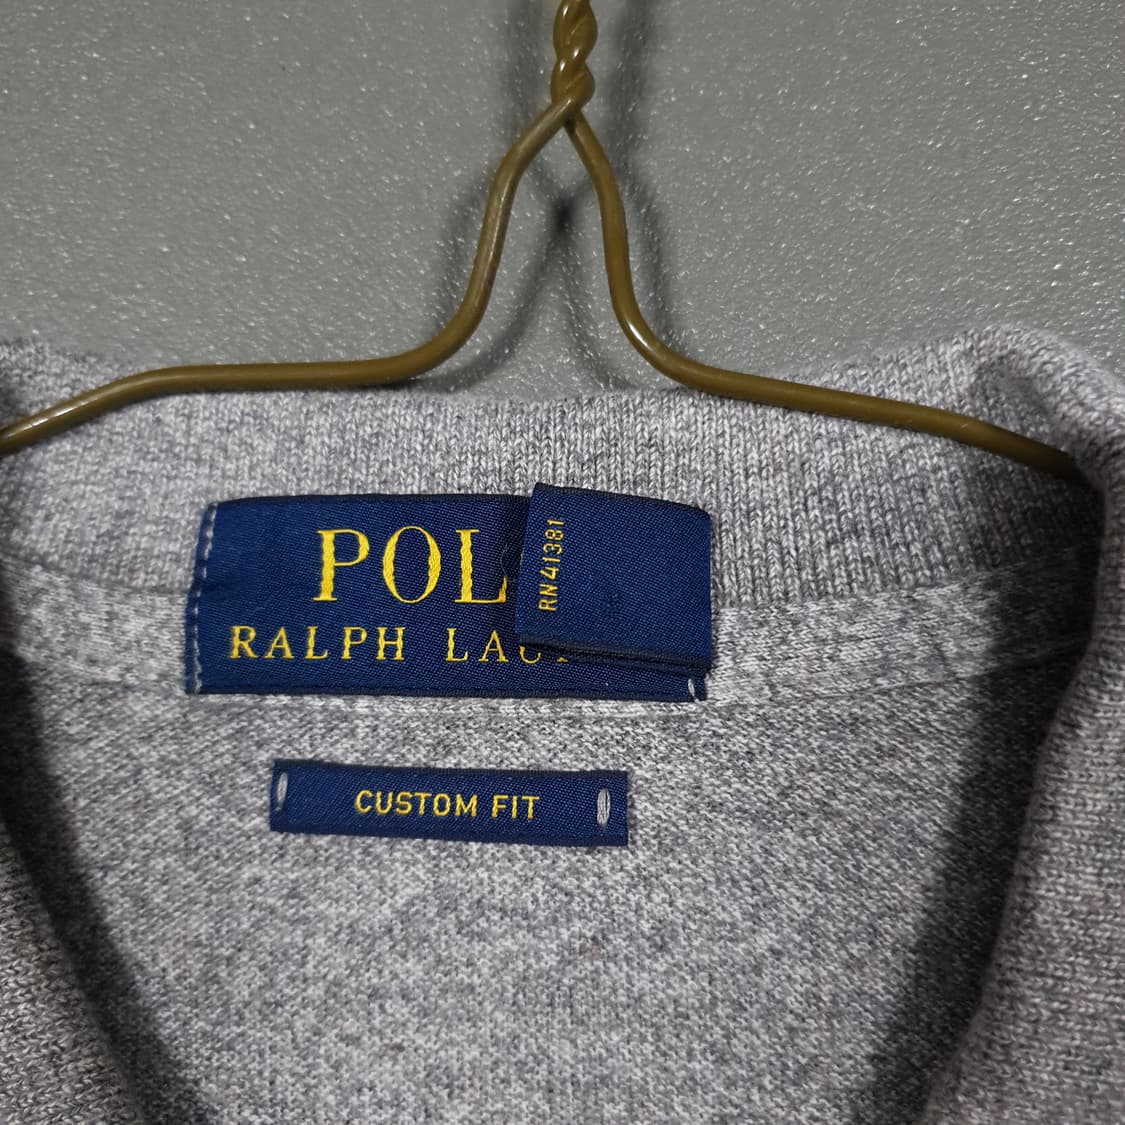 POL
RALPH LAU
RN41381
CUSTOM FIT